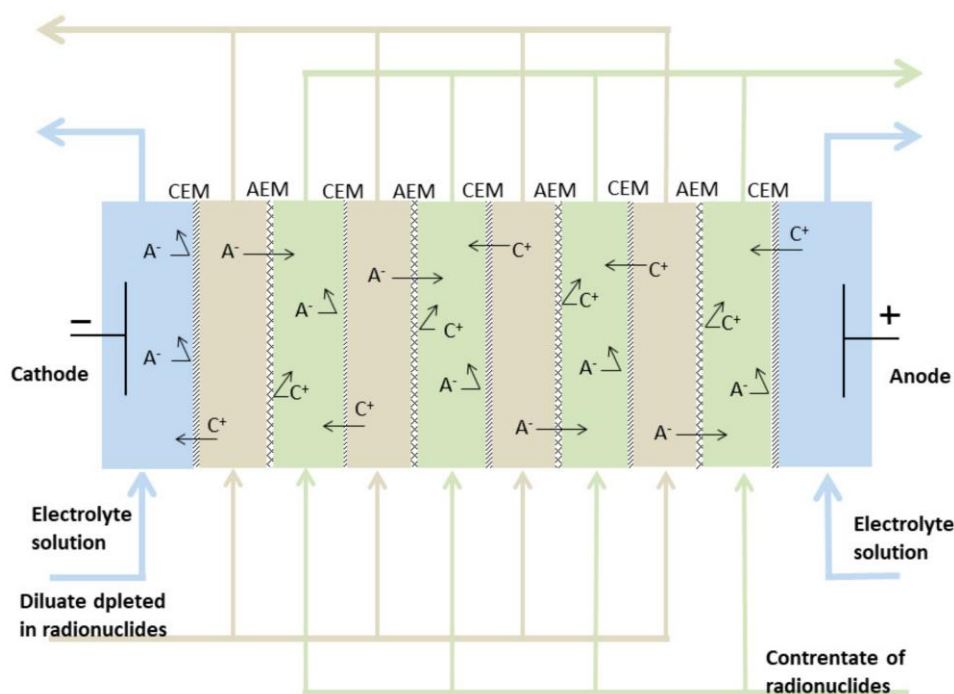 CEM AEM CEM AEM CEM AEM CEM AEM CEM
A- A- C+ C+ C+
A- C+
A- C+ C+ C+
A-
A- A- A- A-
C+
C+ C+ A- A-
−
Cathode
+
Anode
Electrolyte
solution
Electrolyte
solution
Diluate dpleted
in radionuclides
Contrentate of
radionuclides